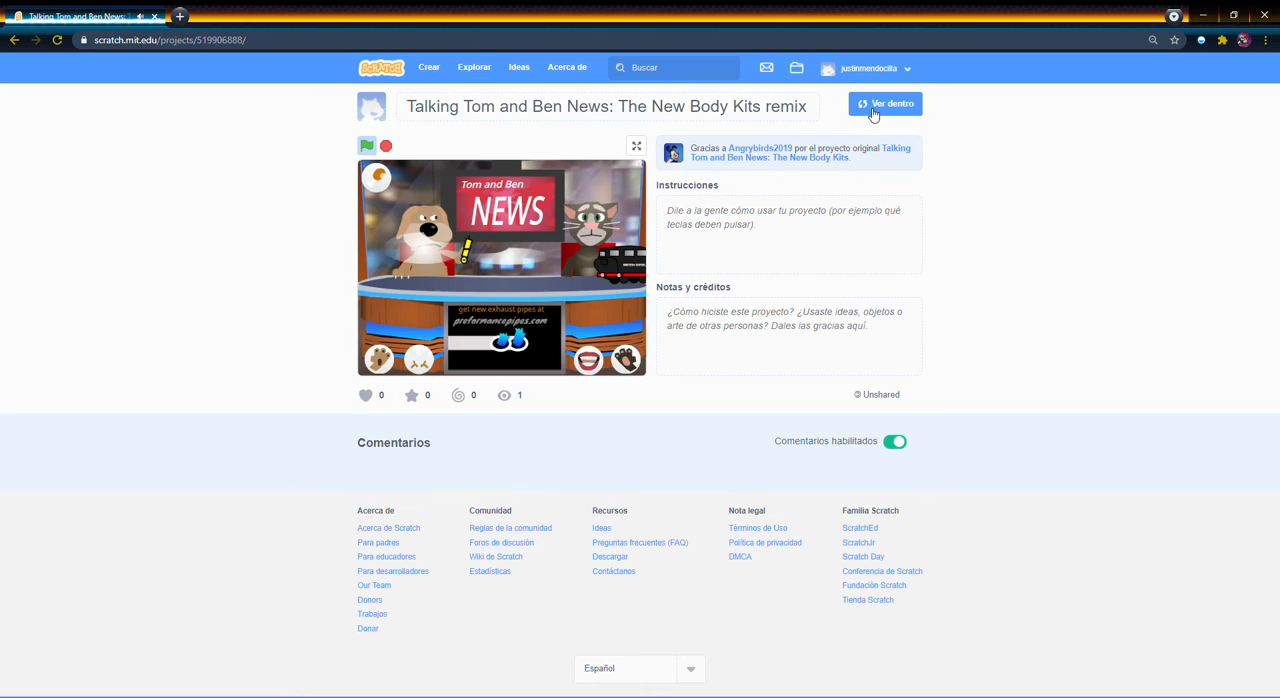 Talking Tom and Ben News:
scratch.mit.edu/projects/519906888/
SCRATCH
Crear
Explorar
Ideas
Acerca de
Buscar
justinmendocilla
Talking Tom and Ben News: The New Body Kits remix
Ver dentro
Gracias a Angrybirds2019 por el proyecto original Talking
Tom and Ben News: The New Body Kits.
Instrucciones
Dile a la gente cómo usar tu proyecto (por ejemplo qué
teclas deben pulsar).
Tom and Ben
NEWS
get new exhaust pipes at
preformancepipes.com
Notas y créditos
¿Cómo hiciste este proyecto? ¿Usaste ideas, objetos o
arte de otras personas? Dales las gracias aquí.
0
0
0
1
Unshared
Comentarios
Comentarios habilitados
Acerca de
Acerca de Scratch
Para padres
Para educadores
Para desarrolladores
Our Team
Donors
Trabajos
Donar
Comunidad
Reglas de la comunidad
Foros de discusión
Wiki de Scratch
Estadísticas
Recursos
Ideas
Preguntas frecuentes (FAQ)
Descargar
Contáctanos
Nota legal
Términos de Uso
Política de privacidad
DMCA
Familia Scratch
ScratchEd
ScratchJr
Scratch Day
Conferencia de Scratch
Fundación Scratch
Tienda Scratch
Español